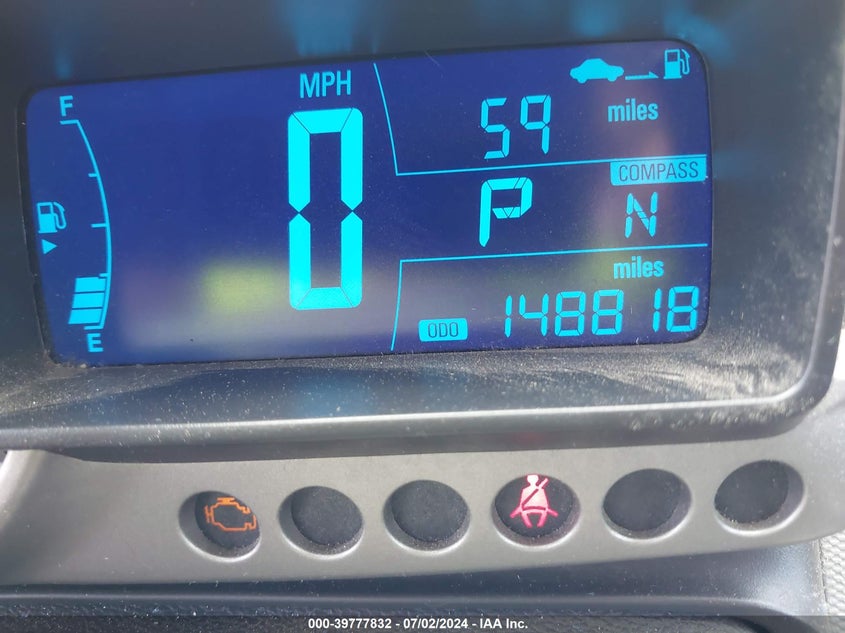 F
MPH
0
59
miles
COMPASS
P
N
miles
ODO
148818
E
000-39777832 - 07/02/2024 - IAA Inc.